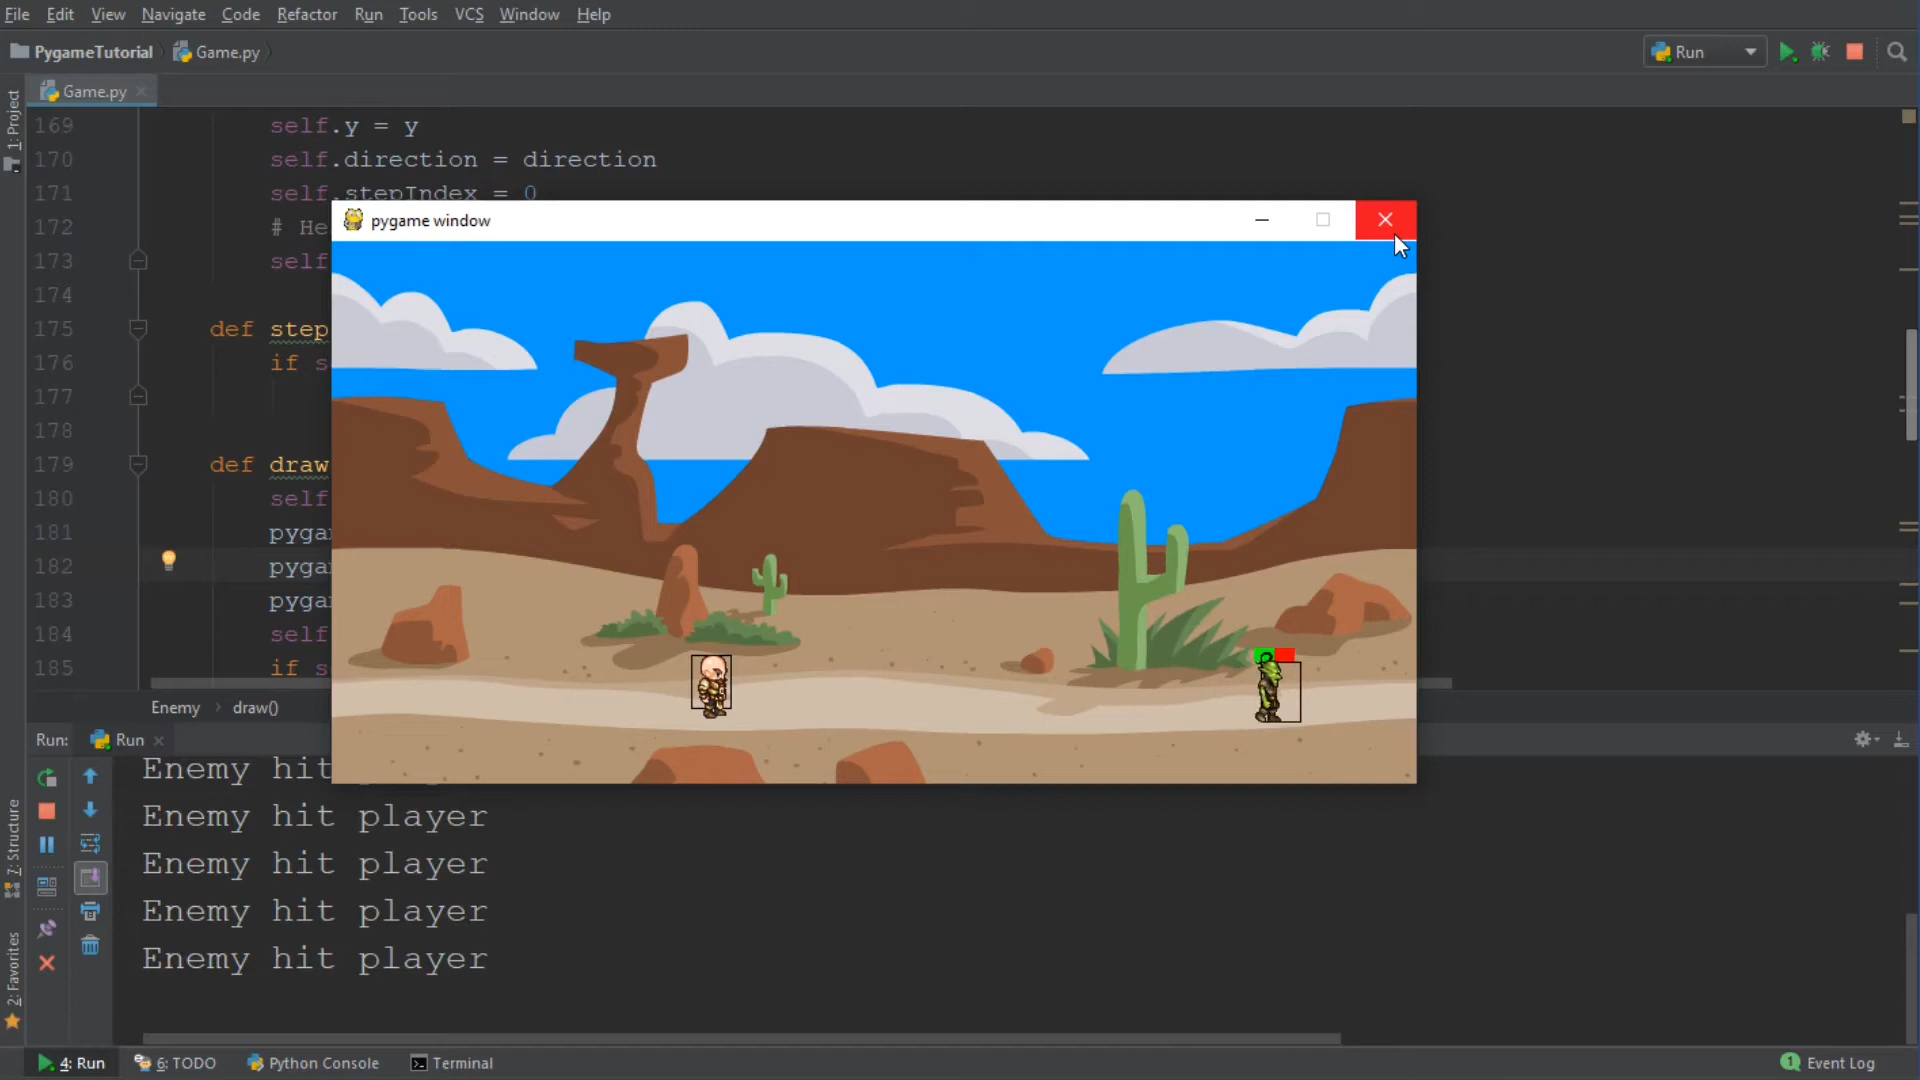 File Edit View Navigate Code Refactor Run Tools VCS Window Help
PygameTutorial Game.py Run
Game.py
1: Project
169 self.y = y
170 self.direction = direction
171 self.stepIndex = 0
172 # He
173 self
174
175 def step
176 if s
177
178
179 def draw
180 self
181 pyga
182 pyga
183 pyga
184 self
185 if s
pygame window
Enemy draw()
Run: Run
Enemy hit
Enemy hit player
Enemy hit player
Enemy hit player
Enemy hit player
7: Structure
2: Favorites
4: Run 6: TODO Python Console Terminal 1 Event Log